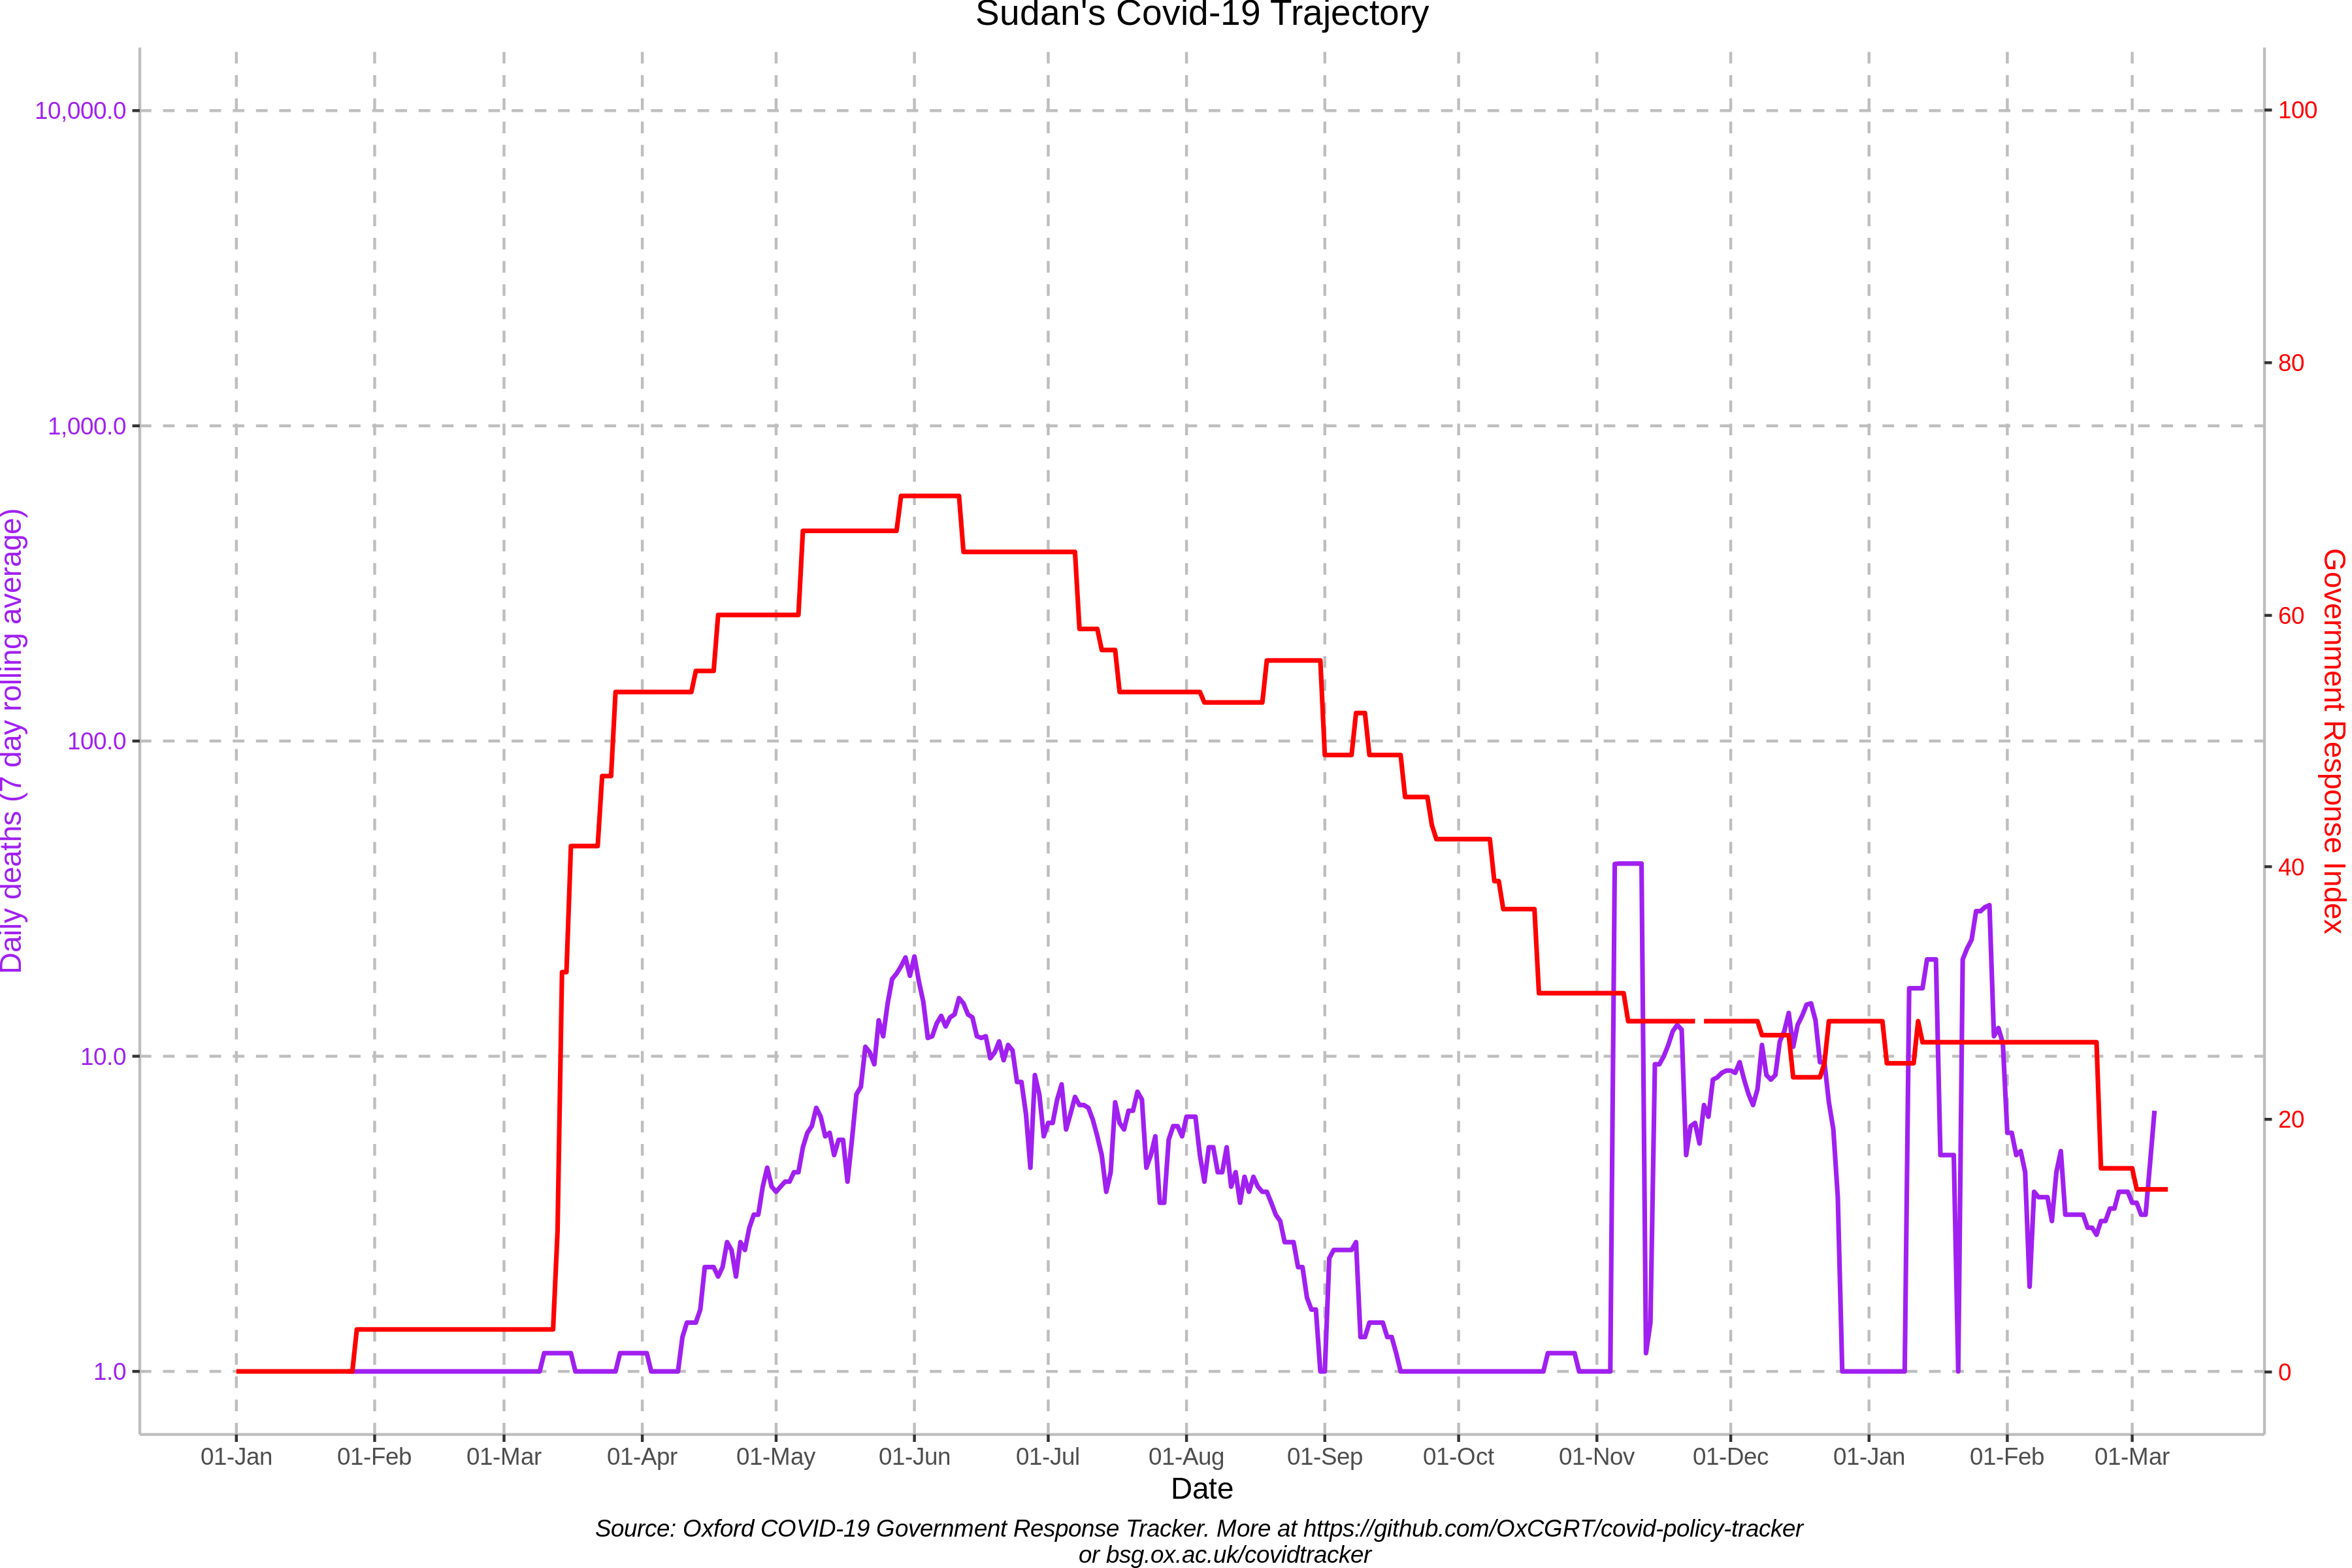 Sudan's Covid-19 Trajectory
10,000.0
1,000.0
100.0
10.0
1.0
Daily deaths (7 day rolling average)
100
80
60
40
20
0
Government Response Index
01-Jan 01-Feb 01-Mar 01-Apr 01-May 01-Jun 01-Jul 01-Aug 01-Sep 01-Oct 01-Nov 01-Dec 01-Jan 01-Feb 01-Mar
Date
Source: Oxford COVID-19 Government Response Tracker. More at https://github.com/OxCGRT/covid-policy-tracker
or bsg.ox.ac.uk/covidtracker